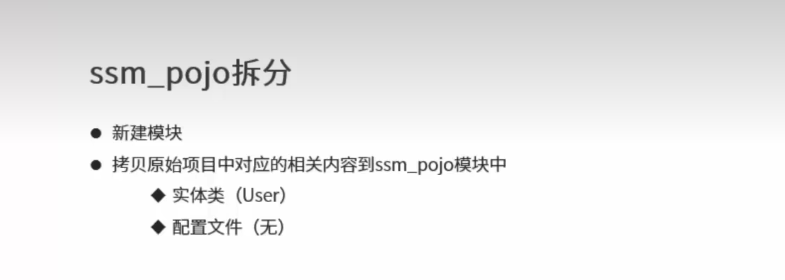 ssm_pojo拆分
● 新建模块
● 拷贝原始项目中对应的相关内容到ssm_pojo模块中
◆ 实体类（User）
◆ 配置文件（无）